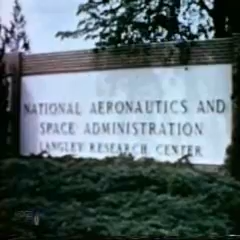 NATIONAL AERONAUTICS AND
SPACE ADMINISTRATION
LANGLEY RESEARCH CENTER